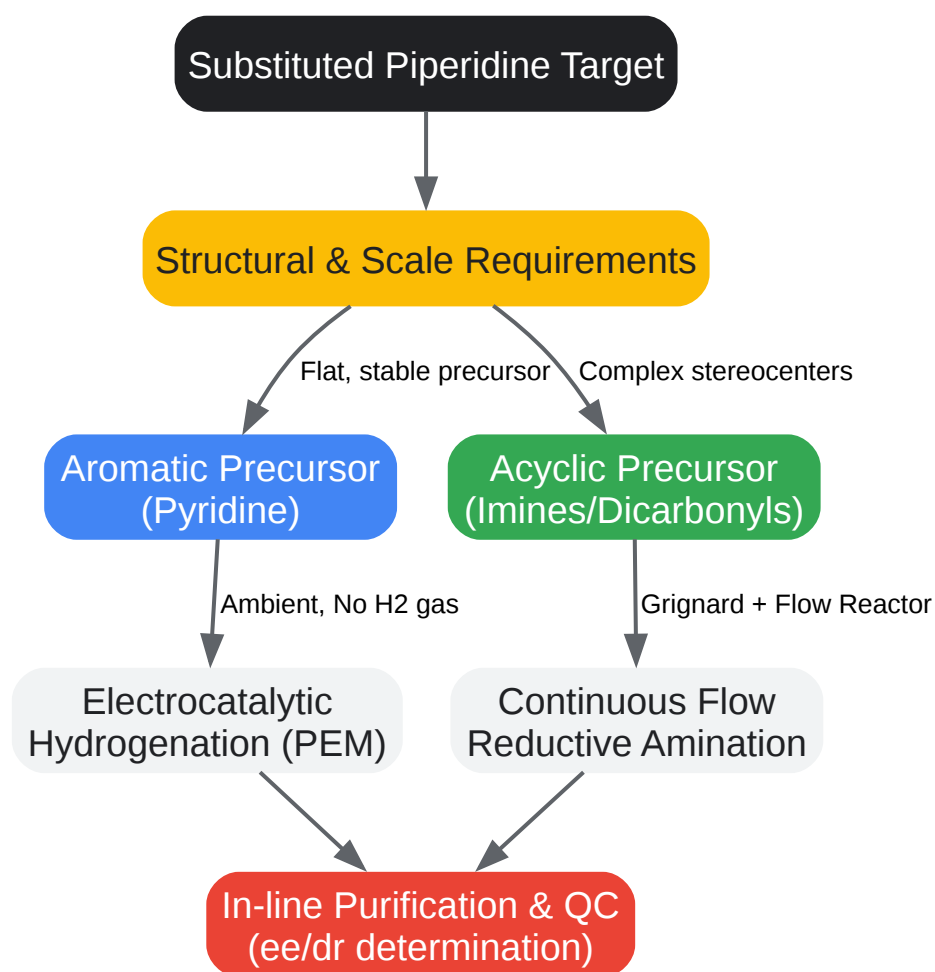 Substituted Piperidine Target
Structural & Scale Requirements
Flat, stable precursor
Complex stereocenters
Aromatic Precursor
(Pyridine)
Acyclic Precursor
(Imines/Dicarbonyls)
Ambient, No H2 gas
Grignard + Flow Reactor
Electrocatalytic
Hydrogenation (PEM)
Continuous Flow
Reductive Amination
In-line Purification & QC
(ee/dr determination)